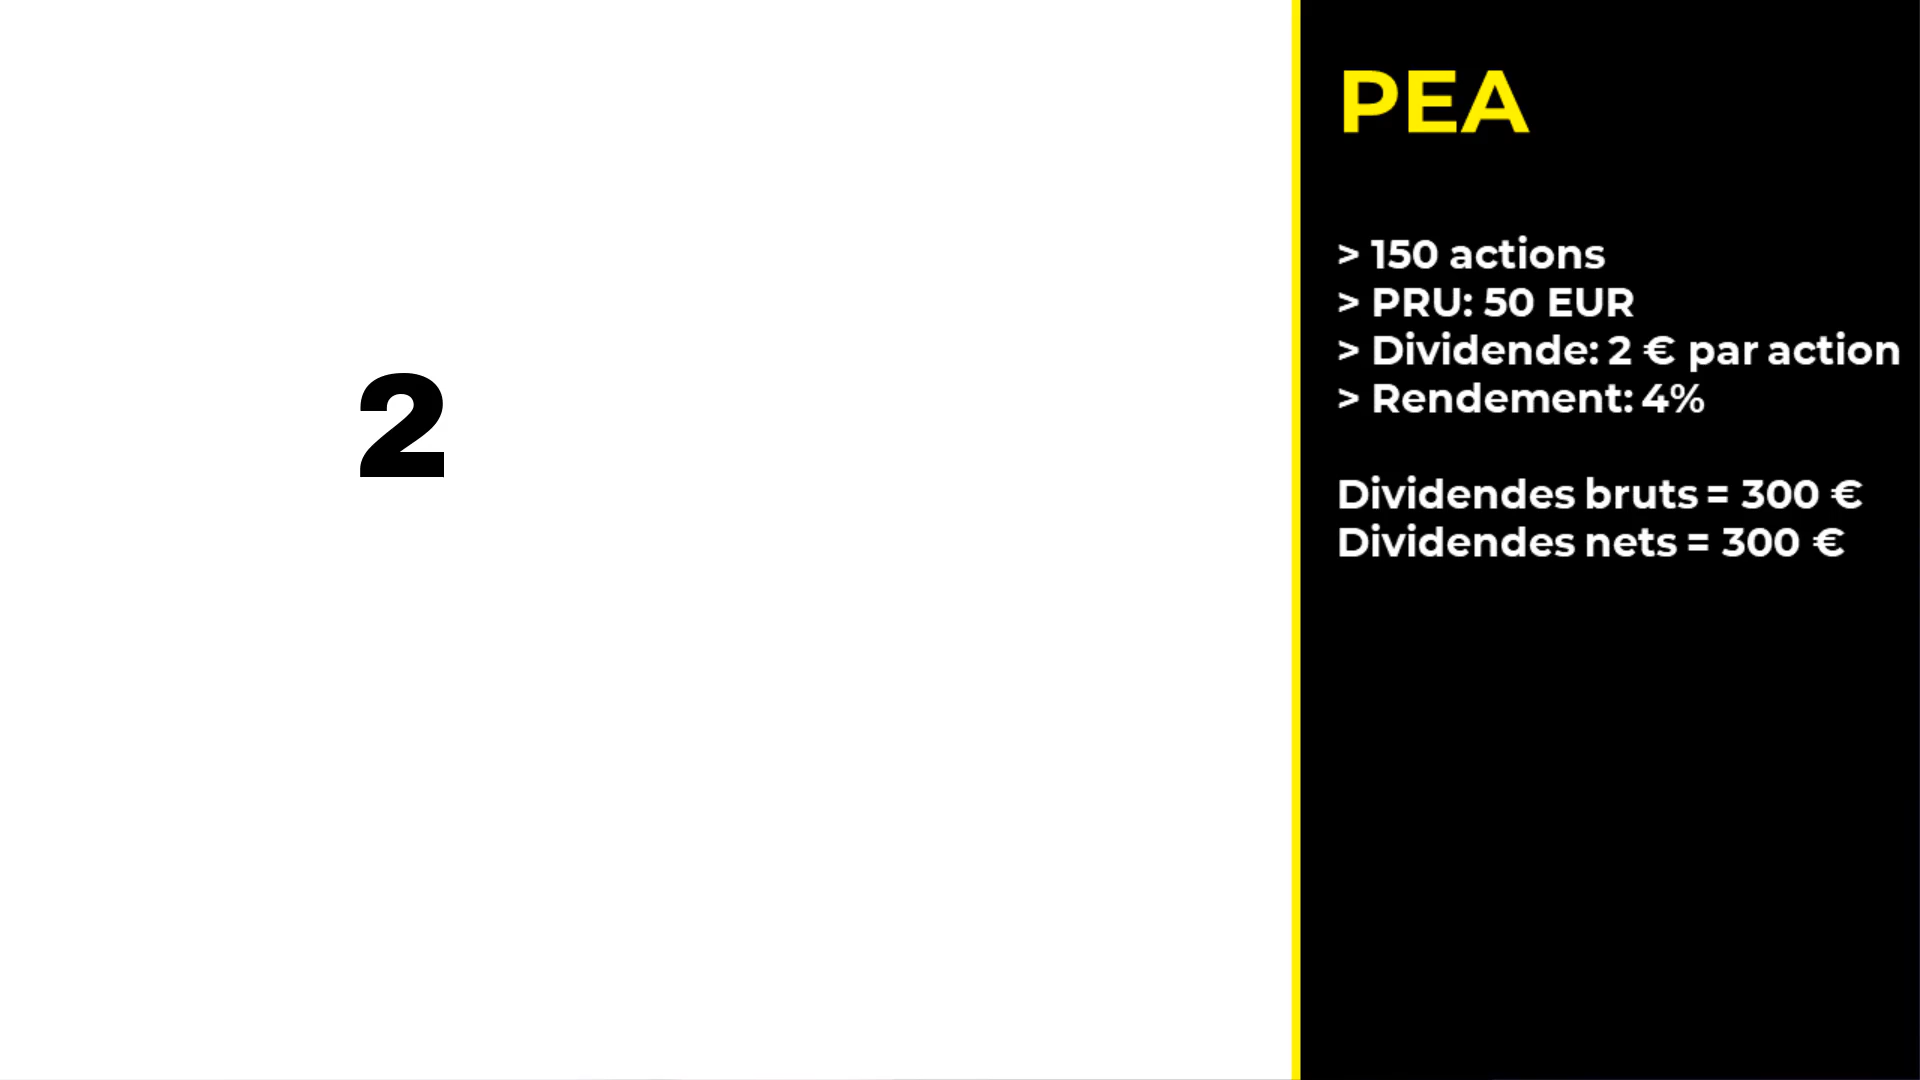 2
PEA
> 150 actions
> PRU: 50 EUR
> Dividende: 2 € par action
> Rendement: 4%
Dividendes bruts = 300 €
Dividendes nets = 300 €